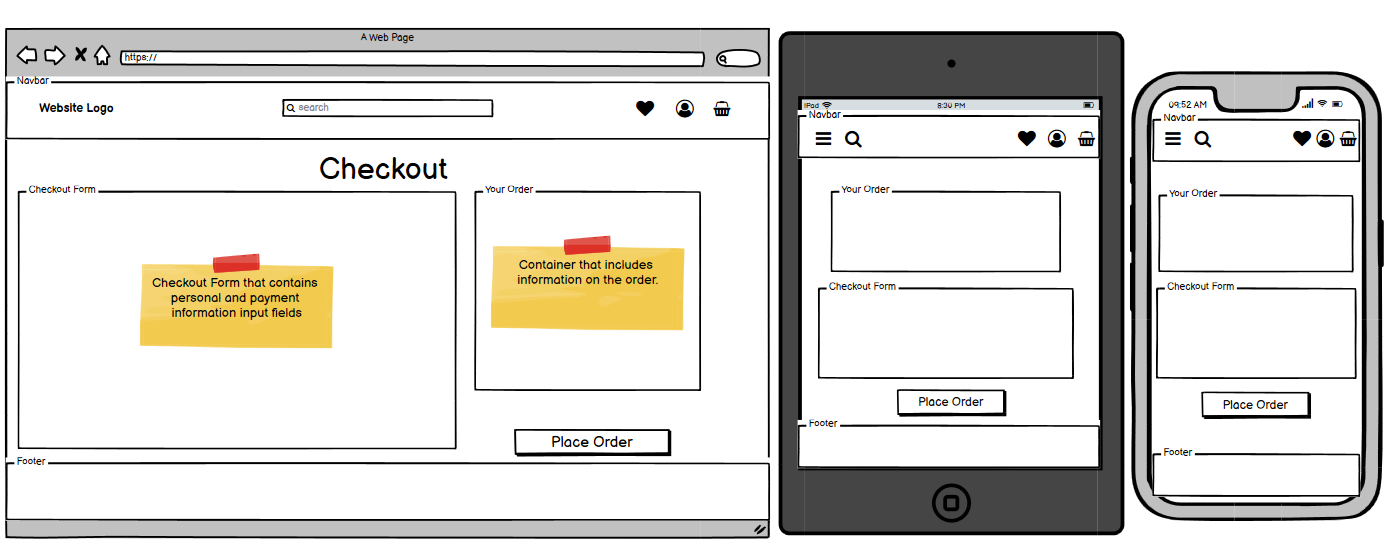 A Web Page
https://
Navbar
Website Logo
search
Checkout
Checkout Form
Checkout Form that contains
personal and payment
information input fields
Your Order
Container that includes
information on the order.
Place Order
Footer
iPad
8:30 PM
Navbar
Your Order
Checkout Form
Place Order
Footer
09:52 AM
Navbar
Your Order
Checkout Form
Place Order
Footer